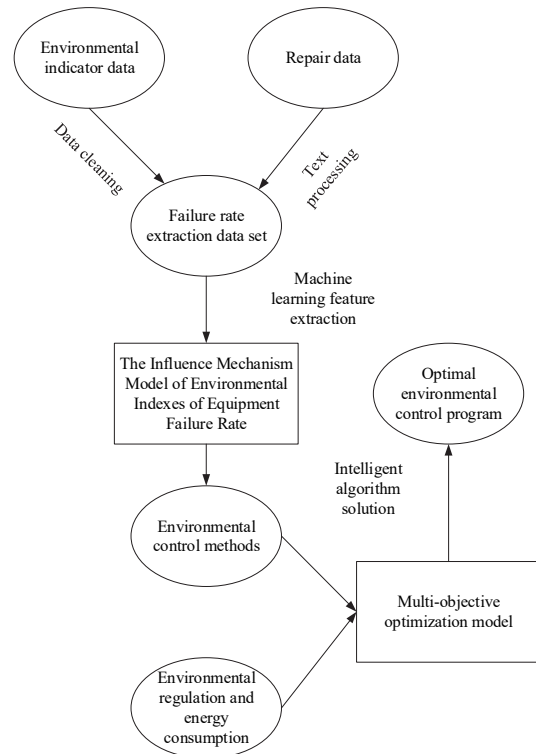 Environmental
indicator data
Repair data
Data cleaning
Text
processing
Failure rate
extraction data set
Machine
learning feature
extraction
The Influence Mechanism
Model of Environmental
Indexes of Equipment
Failure Rate
Optimal
environmental
control program
Intelligent
algorithm
solution
Environmental
control methods
Multi-objective
optimization model
Environmental
regulation and
energy
consumption